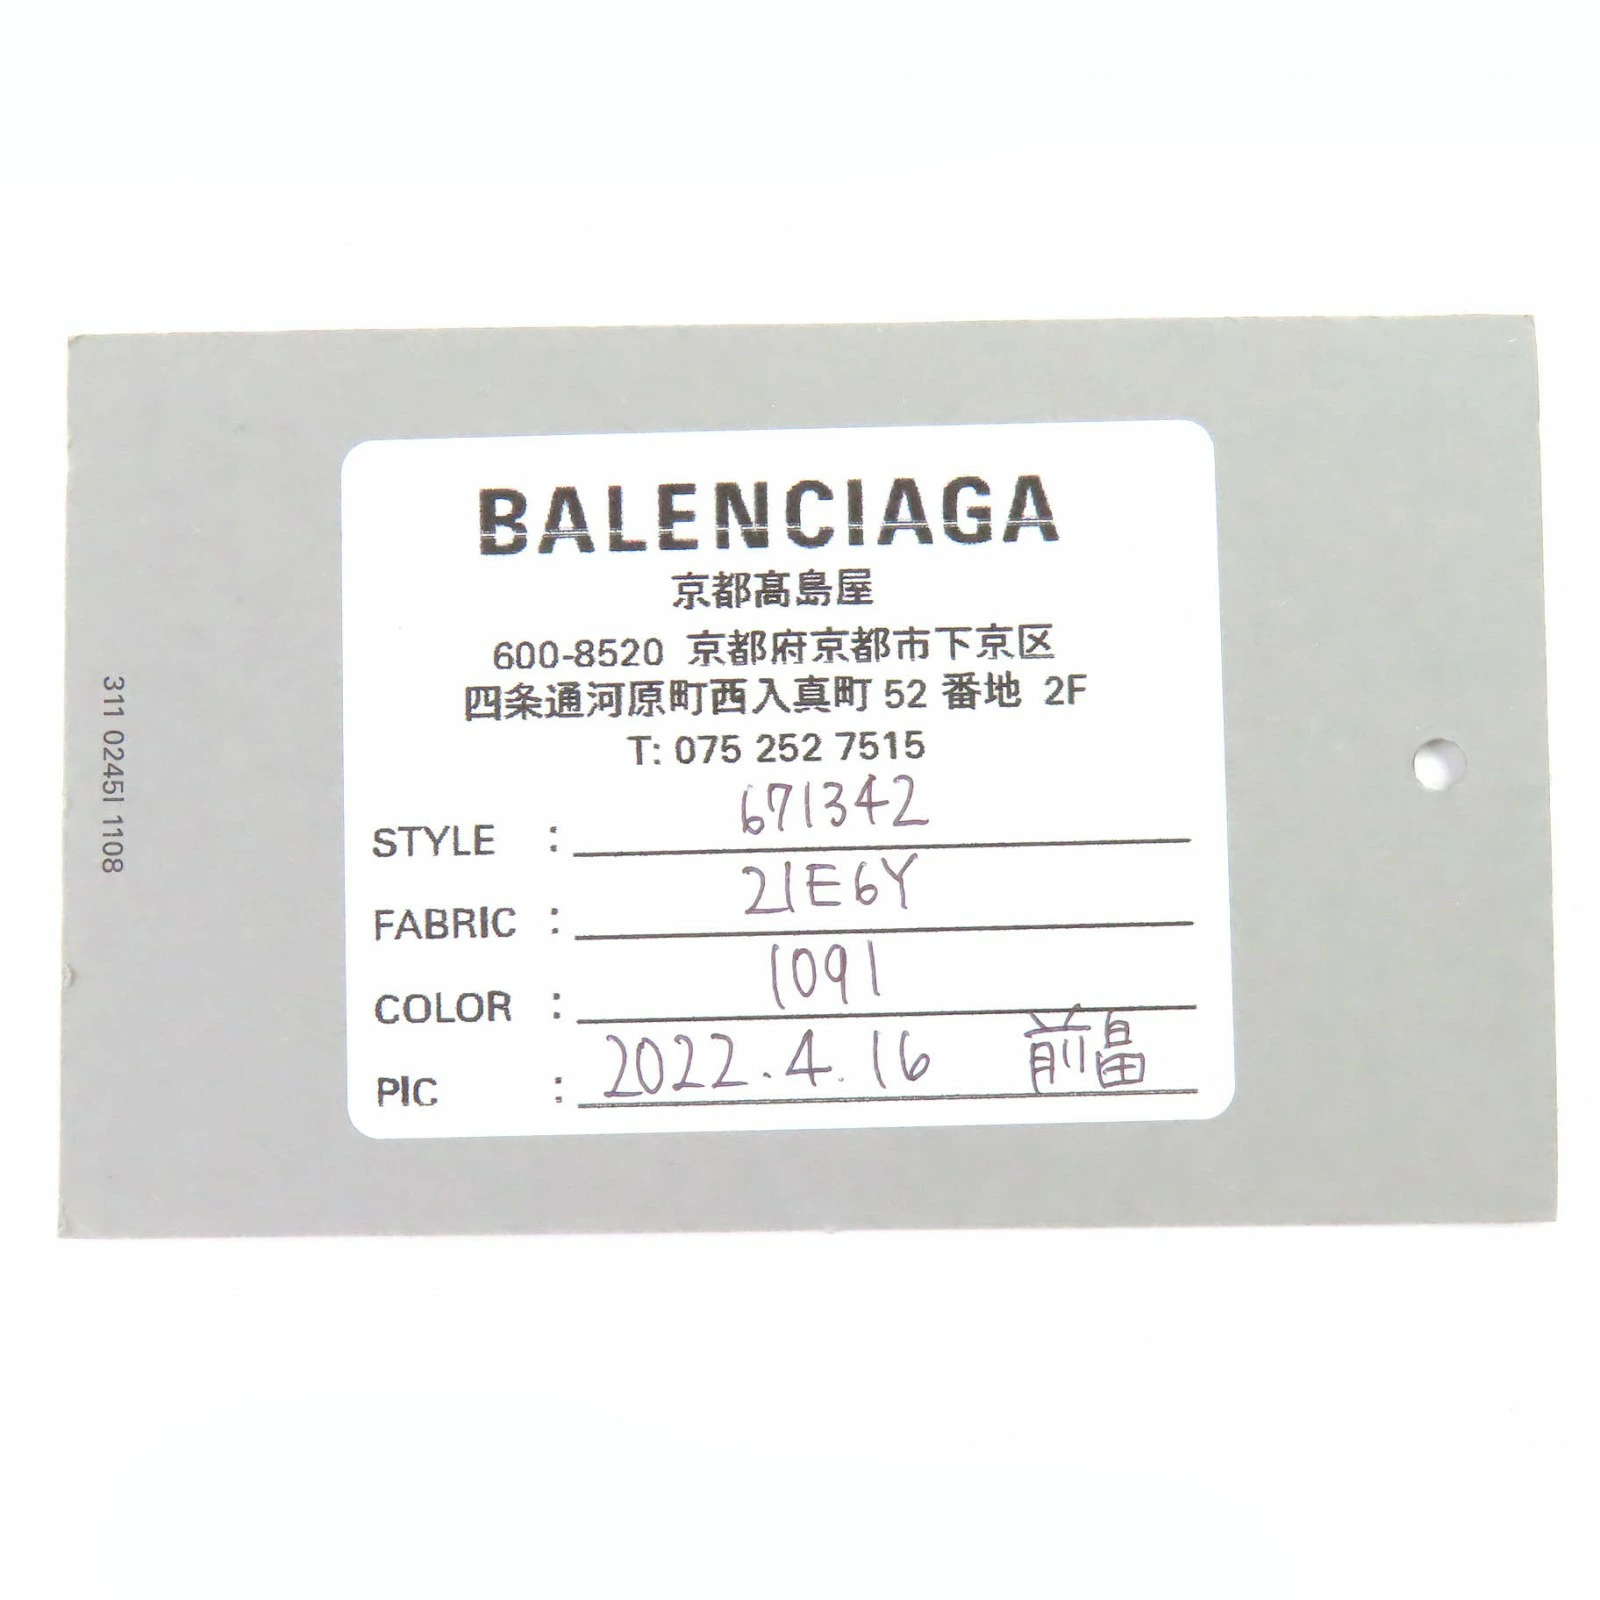 BALENCIAGA
京都髙島屋
600-8520 京都府京都市下京区
四条通河原町西入真町 52 番地 2F
T: 075 252 7515
STYLE : 671342
FABRIC : 21E6Y
COLOR : 1091
PIC : 2022.4.16 前畠
311 0245I 1108